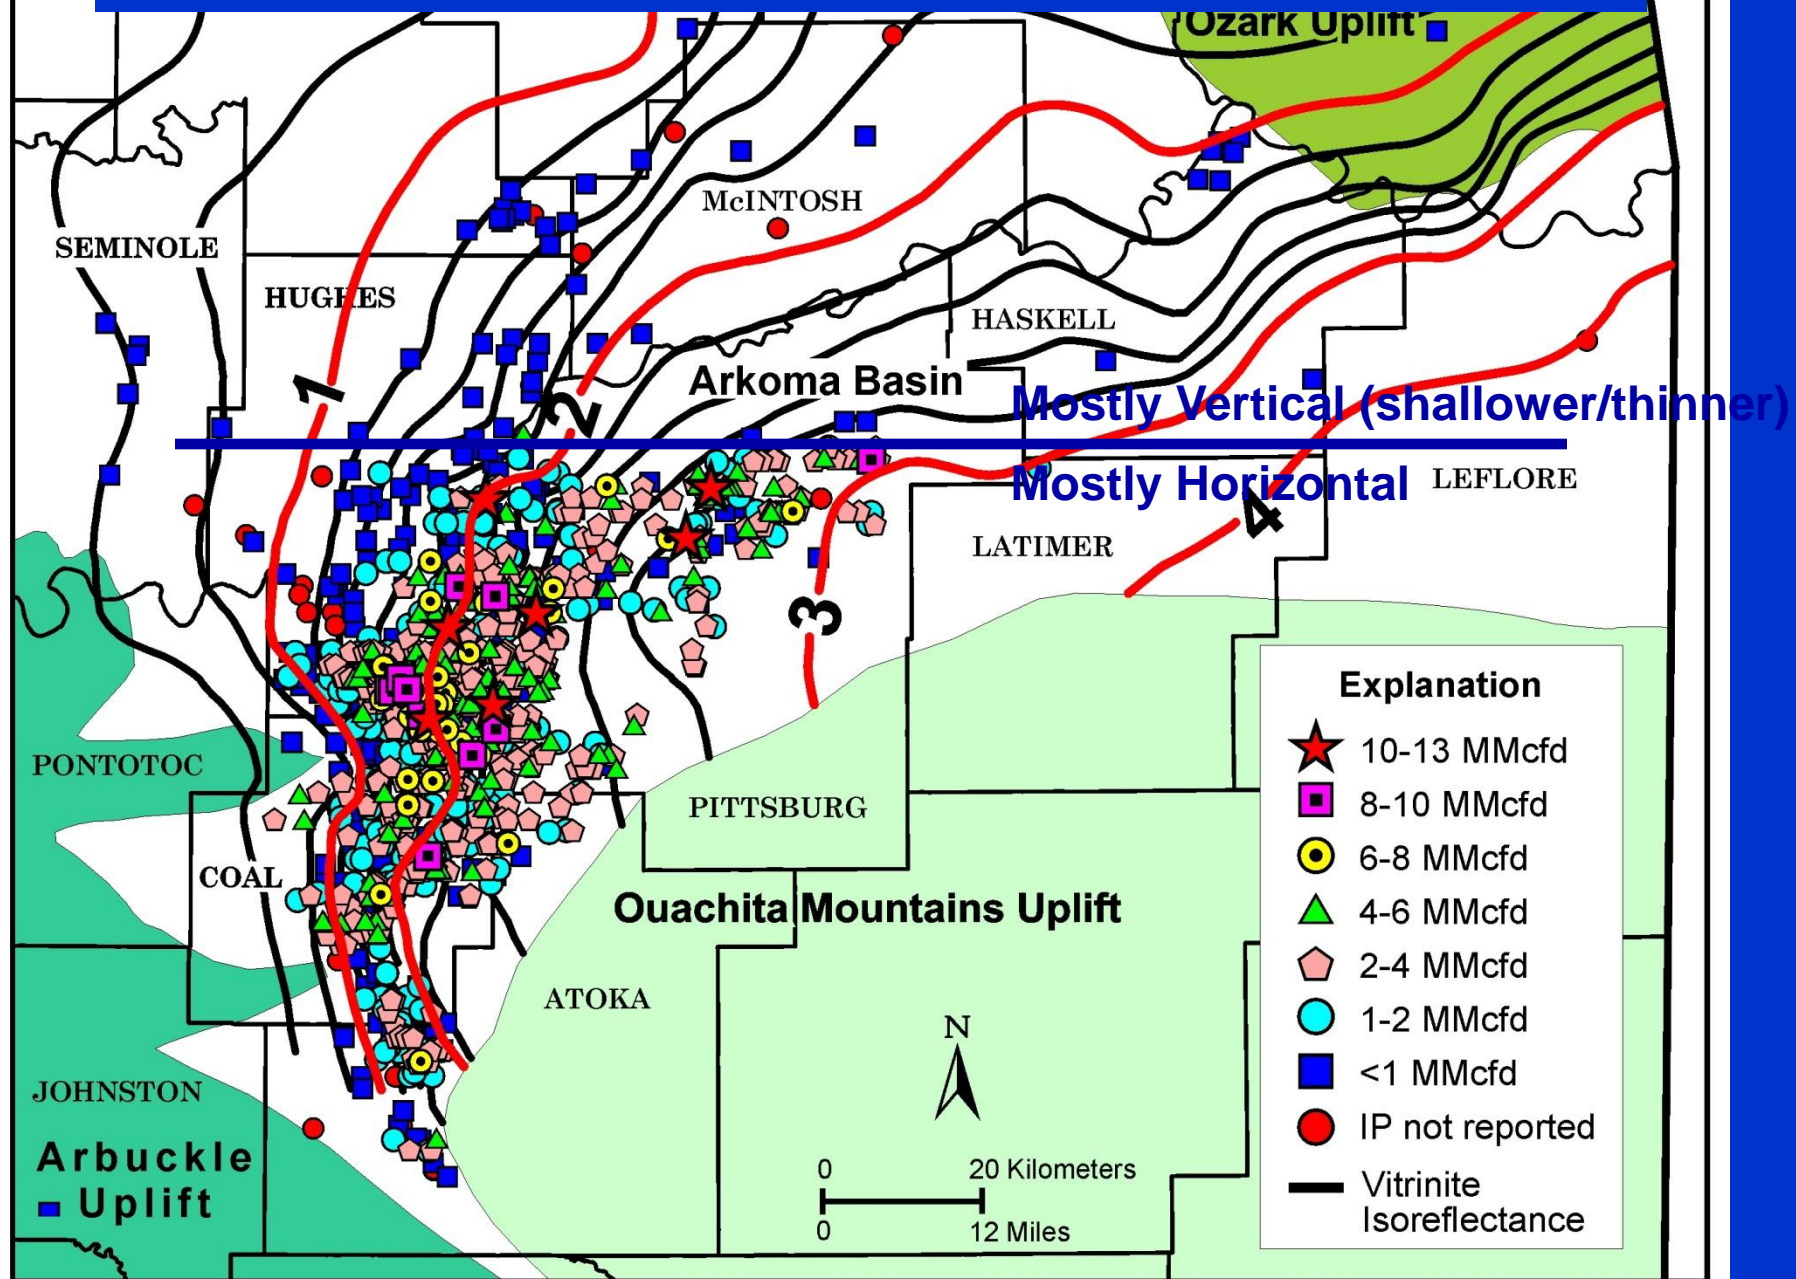 Ozark Uplift
McINTOSH
SEMINOLE
HUGHES
HASKELL
1
2
Arkoma Basin
Mostly Vertical (shallower/thinner)
Mostly Horizontal
LEFLORE
4
LATIMER
3
Explanation
10-13 MMcfd
8-10 MMcfd
6-8 MMcfd
4-6 MMcfd
2-4 MMcfd
1-2 MMcfd
<1 MMcfd
IP not reported
Vitrinite
Isoreflectance
PONTOTOC
PITTSBURG
COAL
Ouachita Mountains Uplift
ATOKA
N
JOHNSTON
Arbuckle
Uplift
0 20 Kilometers
0 12 Miles